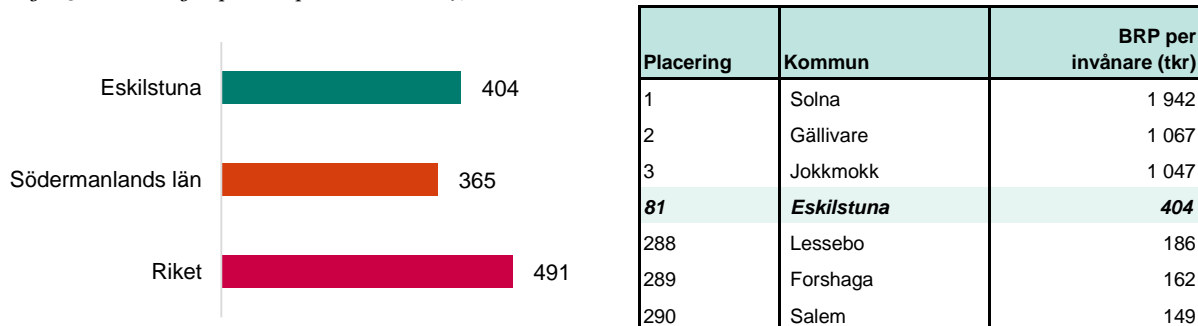 Eskilstuna 404
Södermanlands län 365
Riket 491
Placering Kommun BRP per invånare (tkr)
1 Solna 1 942
2 Gällivare 1 067
3 Jokkmokk 1 047
81 Eskilstuna 404
288 Lessebo 186
289 Forshaga 162
290 Salem 149